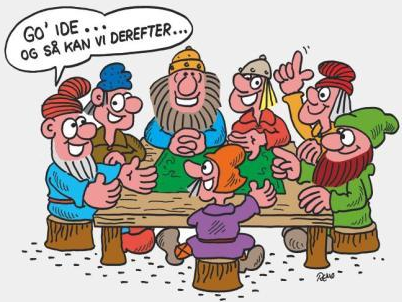 GO' IDE...
OG SÅ KAN VI DEREFTER...